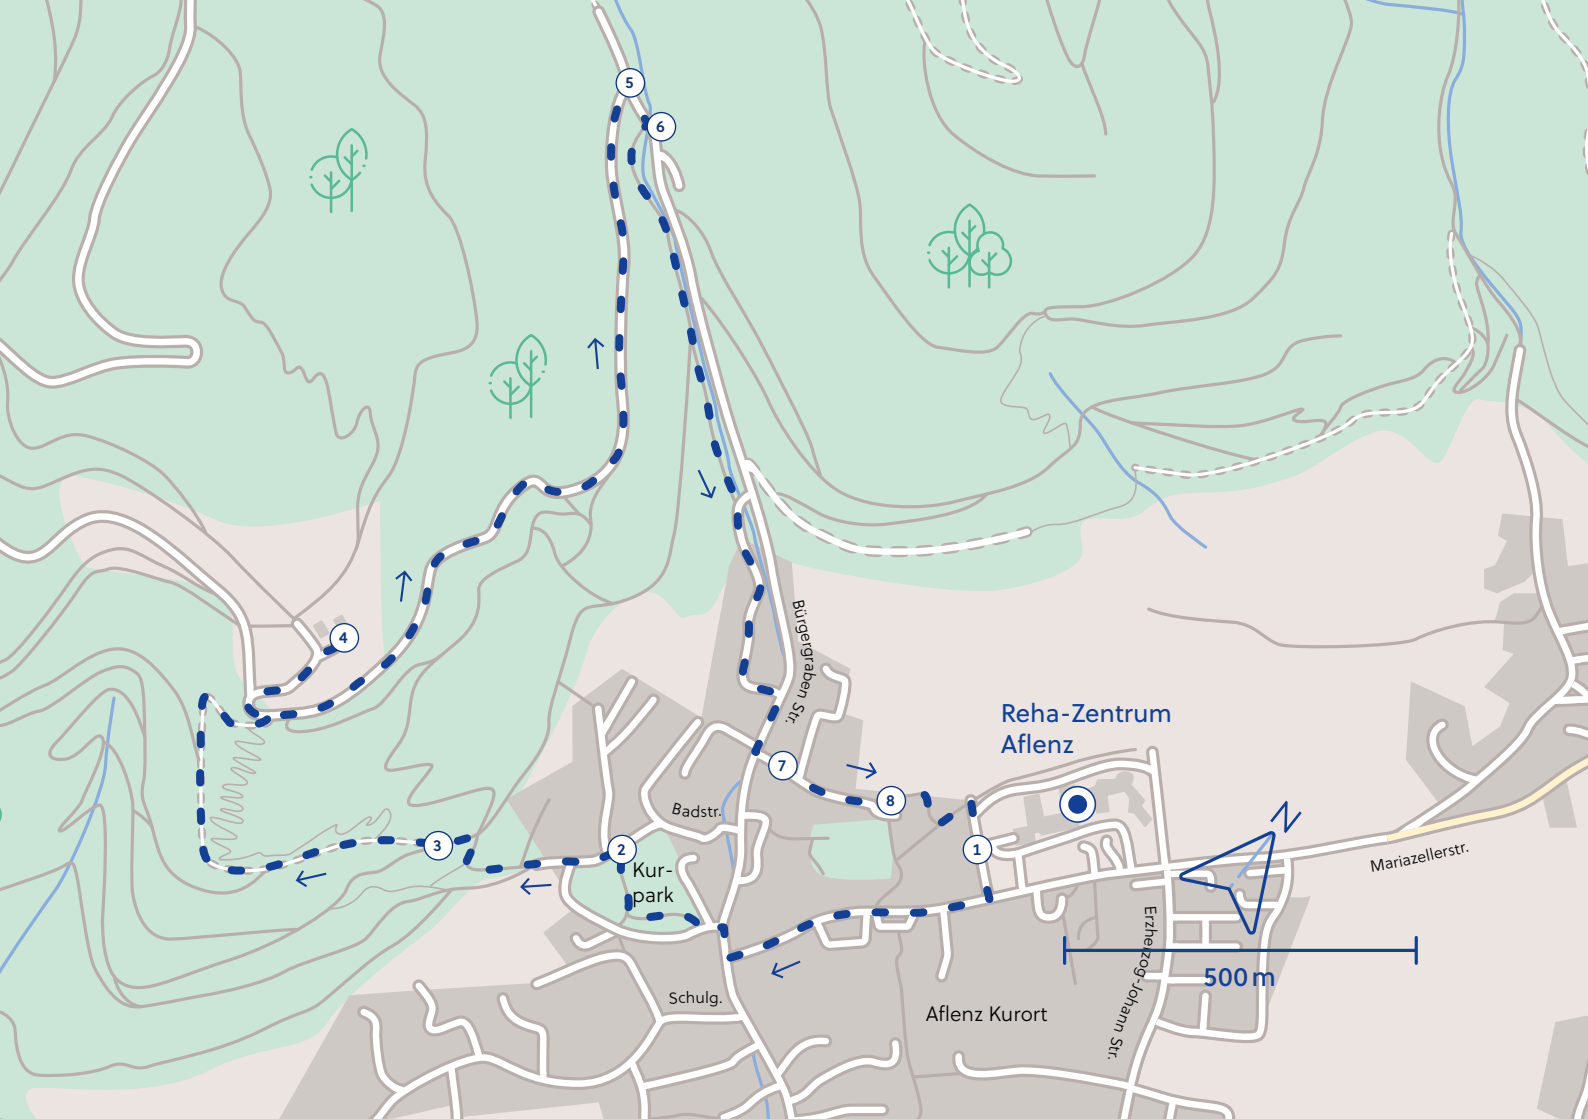 5
6
4
Bürgergraben Str.
Reha-Zentrum
Aflenz
7
8
Badstr.
N
3
2
1
Kur-
park
Mariazellerstr.
Erzherzog-Johann Str.
500 m
Schulg.
Aflenz Kurort